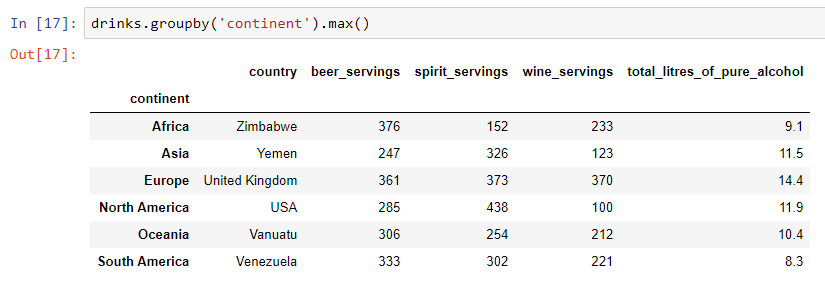 In [17]: drinks.groupby('continent').max()
Out[17]:
country beer_servings spirit_servings wine_servings total_litres_of_pure_alcohol
continent
Africa Zimbabwe 376 152 233 9.1
Asia Yemen 247 326 123 11.5
Europe United Kingdom 361 373 370 14.4
North America USA 285 438 100 11.9
Oceania Vanuatu 306 254 212 10.4
South America Venezuela 333 302 221 8.3